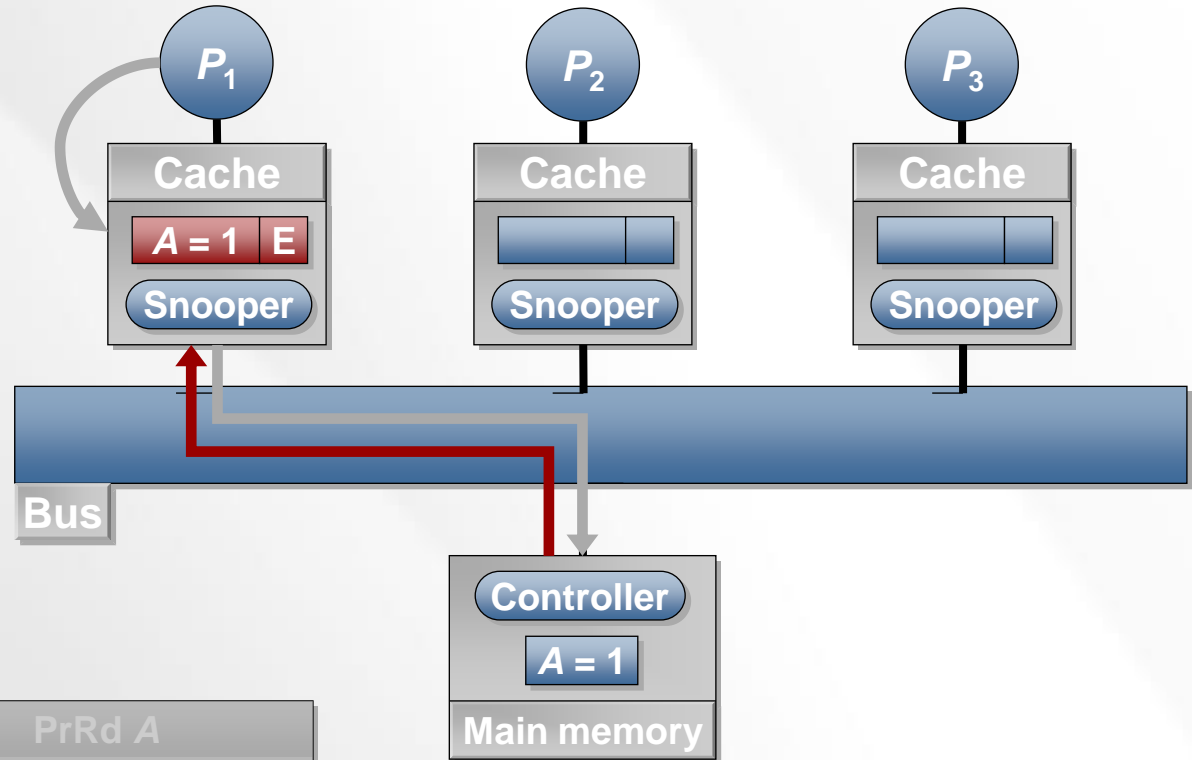 P1
P2
P3
Cache
Cache
Cache
A = 1 E
Snooper
Snooper
Snooper
Bus
Controller
A = 1
PrRd A
Main memory